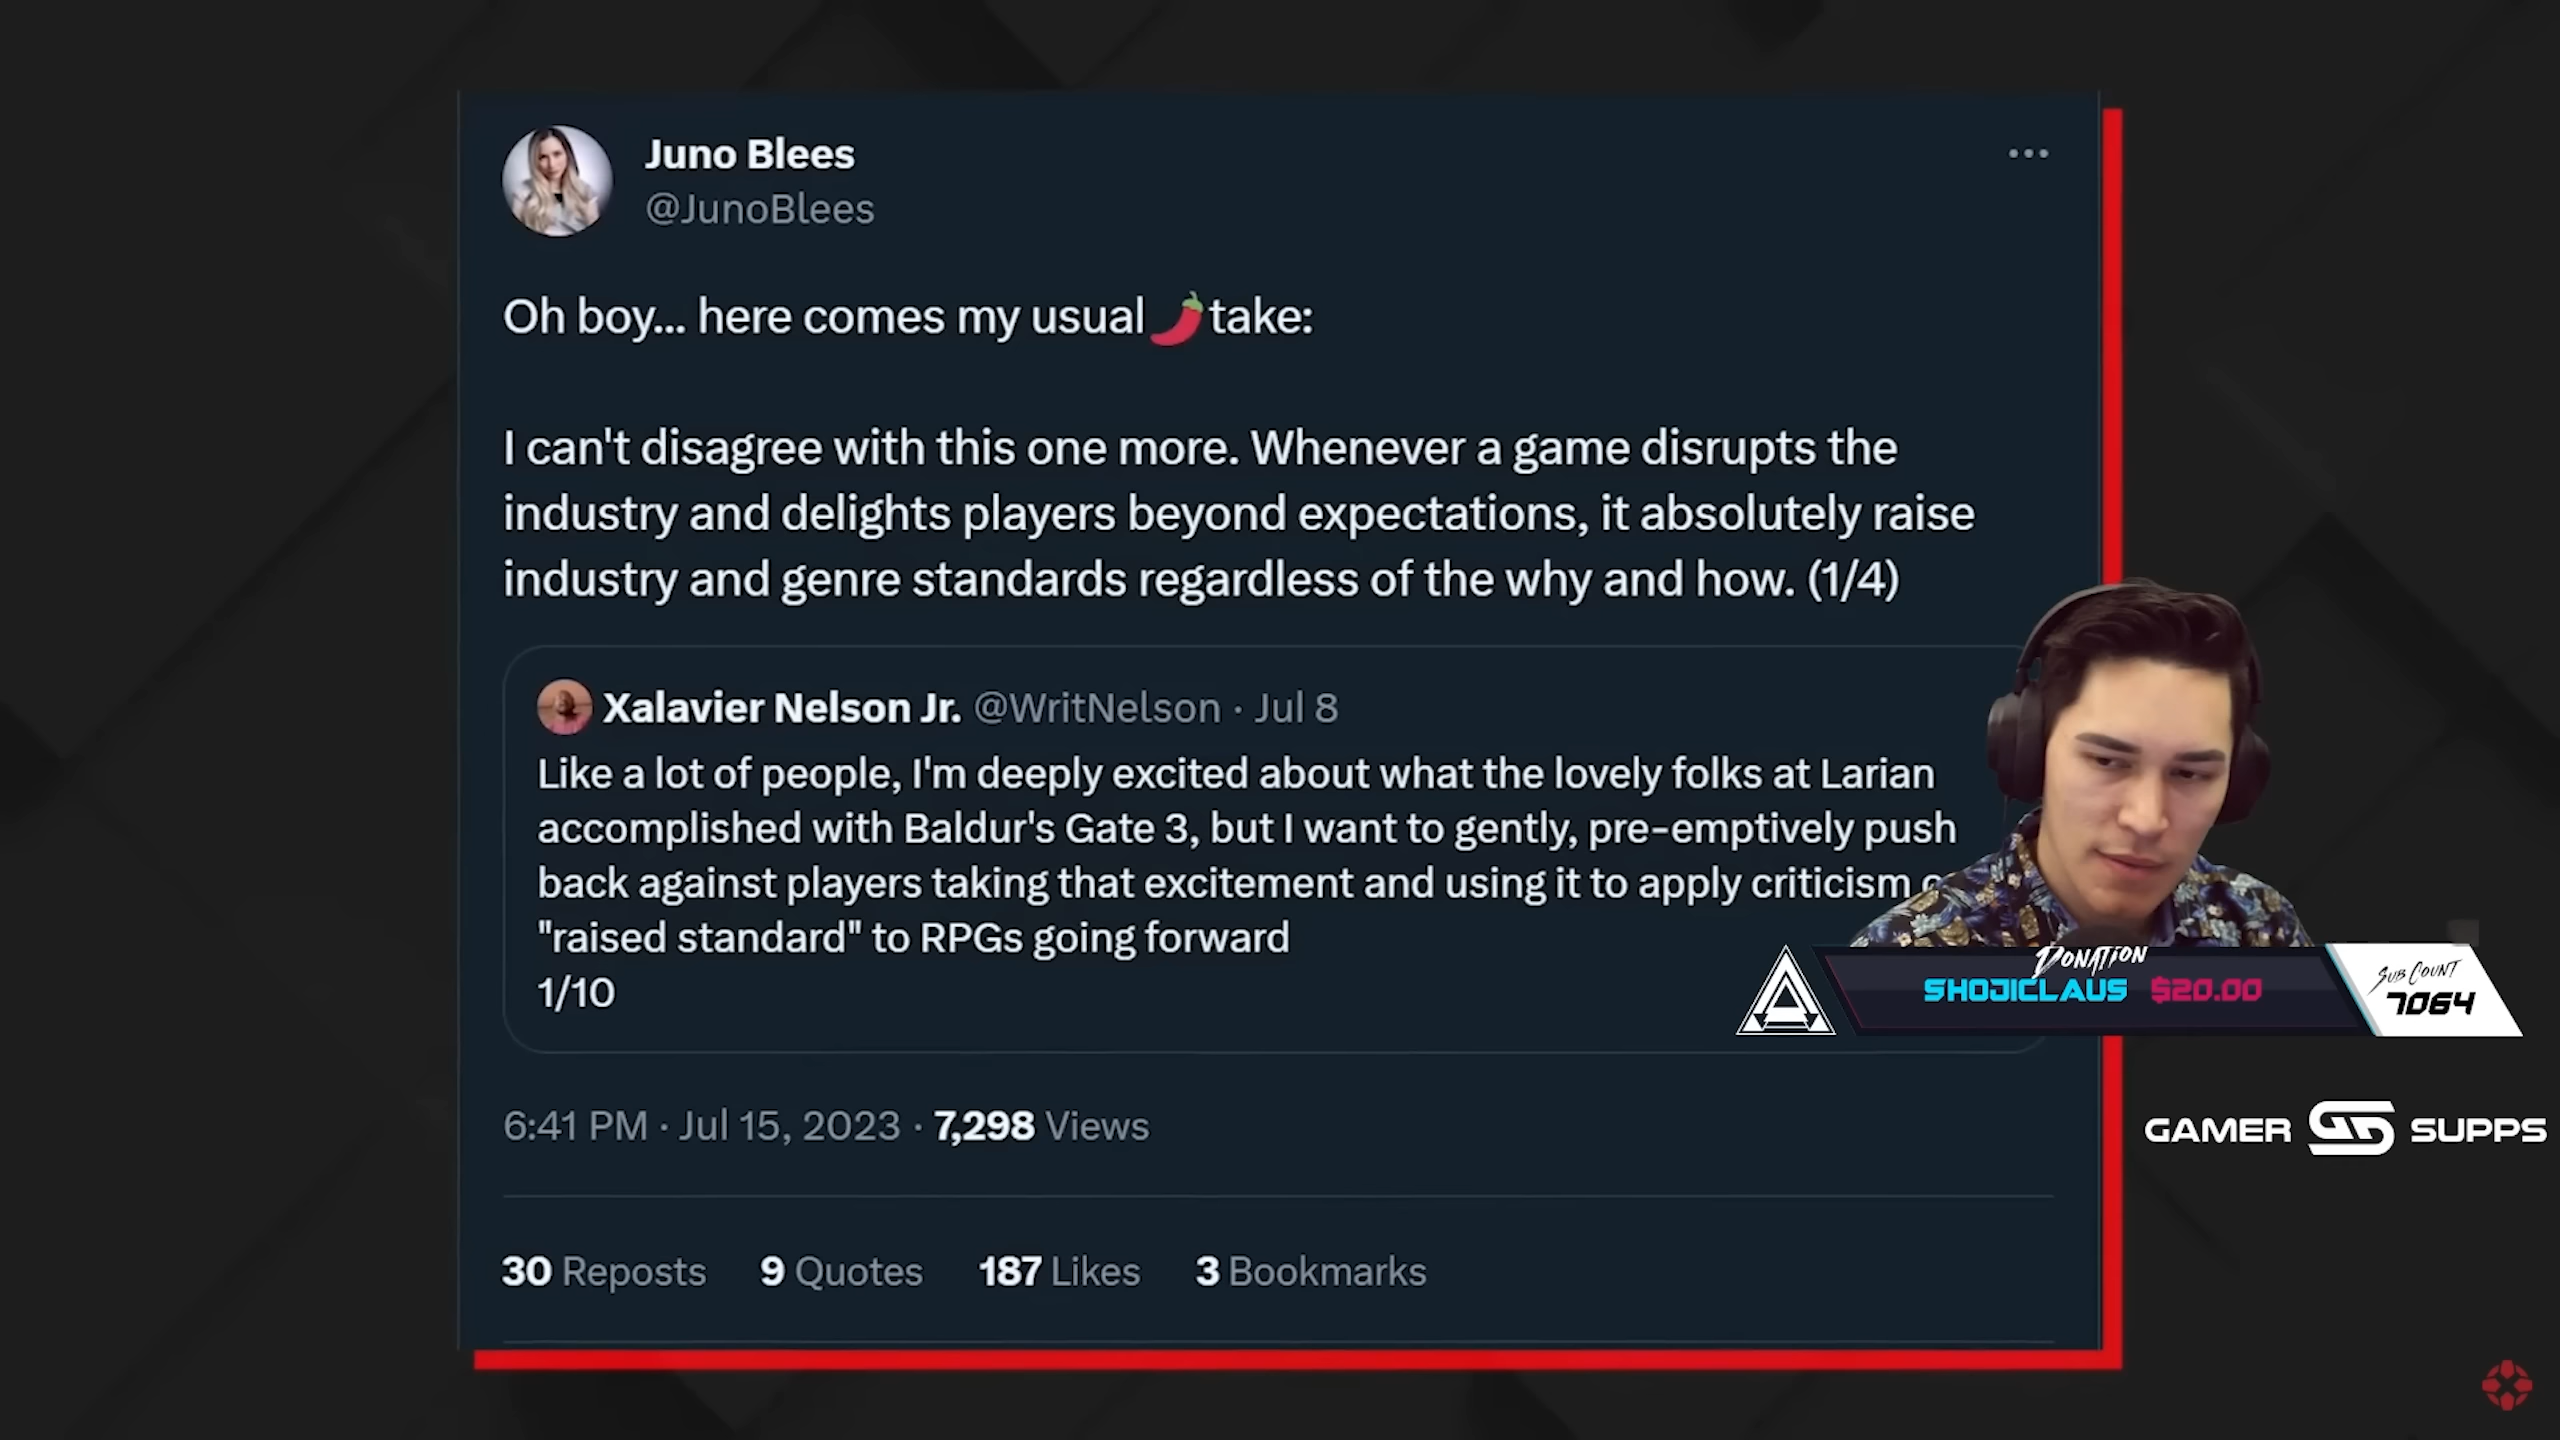 Juno Blees
@JunoBlees
Oh boy... here comes my usual 🌶️ take:
I can't disagree with this one more. Whenever a game disrupts the
industry and delights players beyond expectations, it absolutely raise
industry and genre standards regardless of the why and how. (1/4)
Xalavier Nelson Jr. @WritNelson · Jul 8
Like a lot of people, I'm deeply excited about what the lovely folks at Larian
accomplished with Baldur's Gate 3, but I want to gently, pre-emptively push
back against players taking that excitement and using it to apply criticism
"raised standard" to RPGs going forward
1/10
DONATION
SHOJICLAUS $20.00
SUB COUNT
7064
6:41 PM · Jul 15, 2023 · 7,298 Views
GAMER GS SUPPS
30 Reposts 9 Quotes 187 Likes 3 Bookmarks